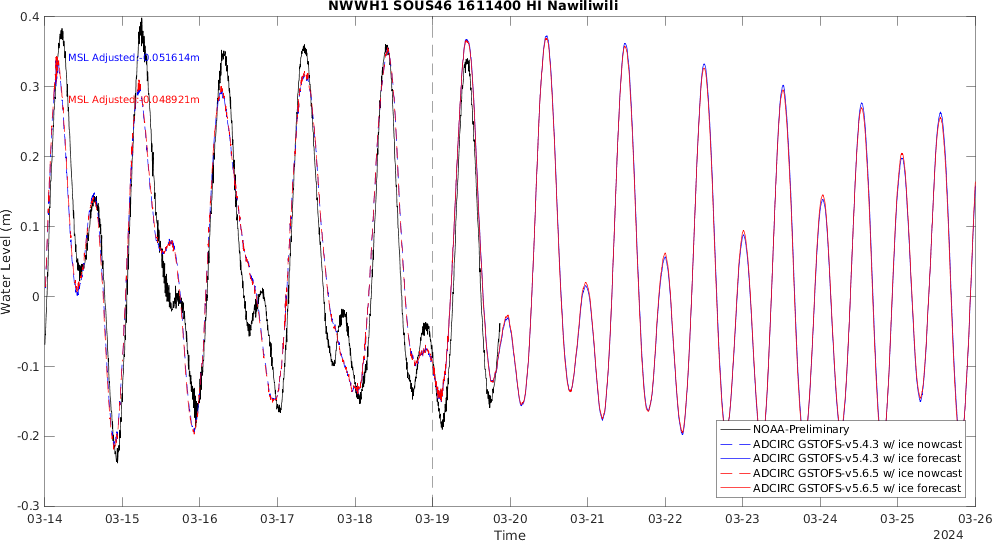 NWWH1 SOUS46 1611400 HI Nawiliwili
0.4
0.3
0.2
0.1
0
-0.1
-0.2
-0.3
Water Level (m)
MSL Adjusted:-0.051614m
MSL Adjusted:-0.048921m
NOAA-Preliminary
ADCIRC GSTOFS-v5.4.3 w/ ice nowcast
ADCIRC GSTOFS-v5.4.3 w/ ice forecast
ADCIRC GSTOFS-v5.6.5 w/ ice nowcast
ADCIRC GSTOFS-v5.6.5 w/ ice forecast
03-14 03-15 03-16 03-17 03-18 03-19 03-20 03-21 03-22 03-23 03-24 03-25 03-26
Time
2024